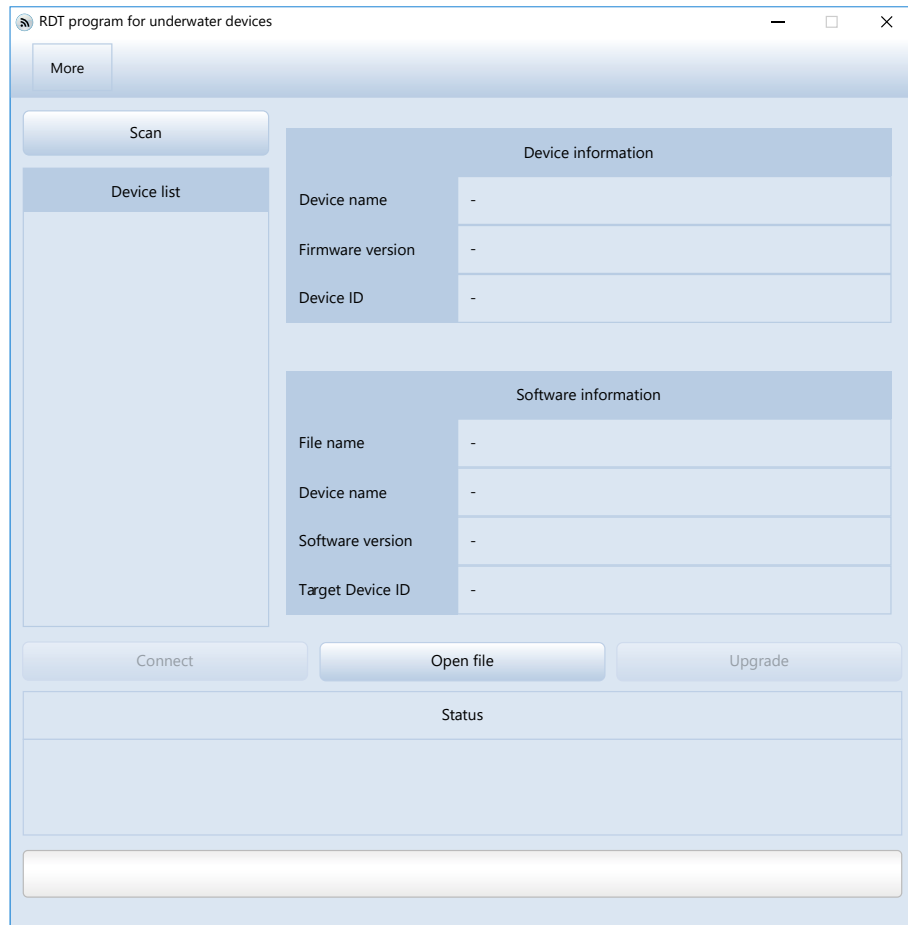 RDT program for underwater devices
More
Scan
Device list
Device information
Device name -
Firmware version -
Device ID -
Software information
File name -
Device name -
Software version -
Target Device ID -
Connect Open file Upgrade
Status